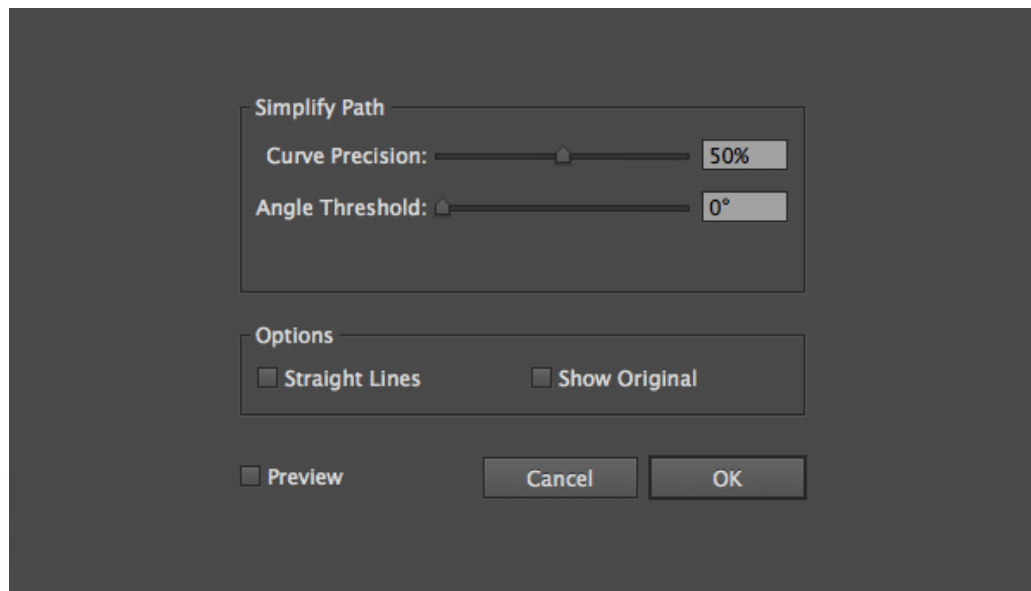 Simplify Path
Curve Precision: 50%
Angle Threshold: 0°
Options
Straight Lines Show Original
Preview Cancel OK